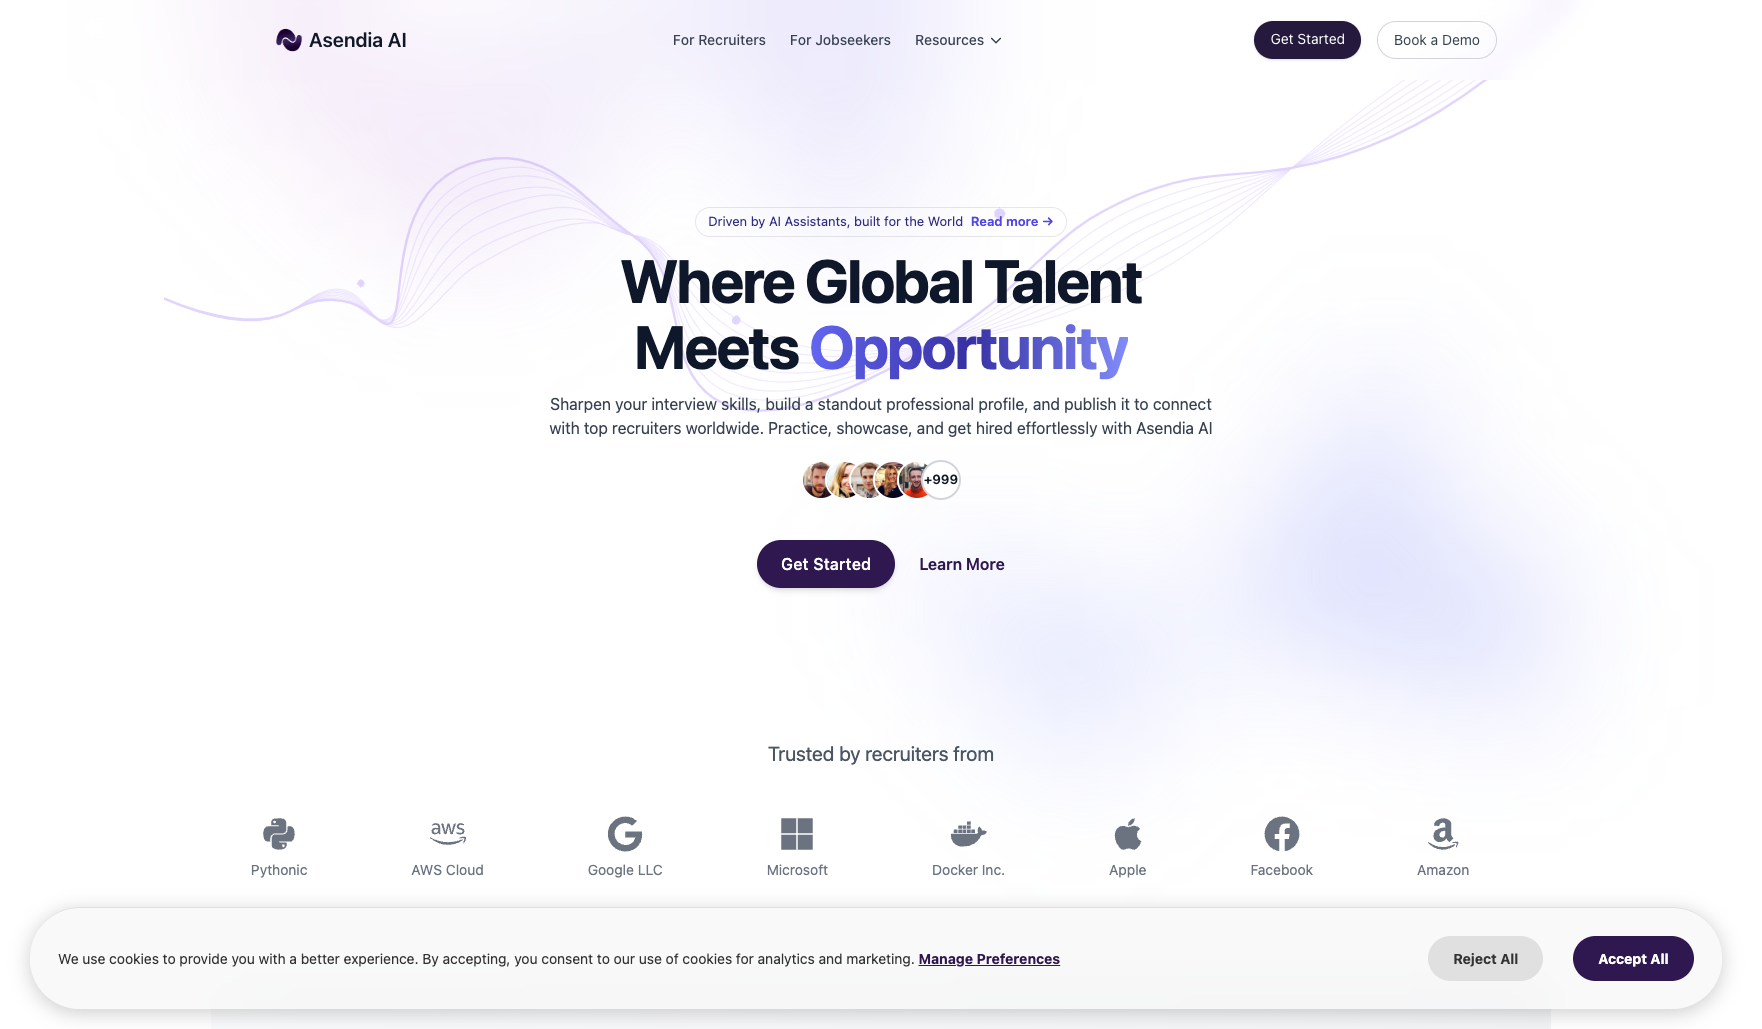 Asendia AI
For Recruiters
For Jobseekers
Resources
Get Started
Book a Demo
Driven by AI Assistants, built for the World Read more →
Where Global Talent
Meets Opportunity
Sharpen your interview skills, build a standout professional profile, and publish it to connect
with top recruiters worldwide. Practice, showcase, and get hired effortlessly with Asendia AI
+999
Get Started
Learn More
Trusted by recruiters from
aws
Pythonic
AWS Cloud
Google LLC
Microsoft
Docker Inc.
Apple
Facebook
Amazon
We use cookies to provide you with a better experience. By accepting, you consent to our use of cookies for analytics and marketing. Manage Preferences
Reject All
Accept All